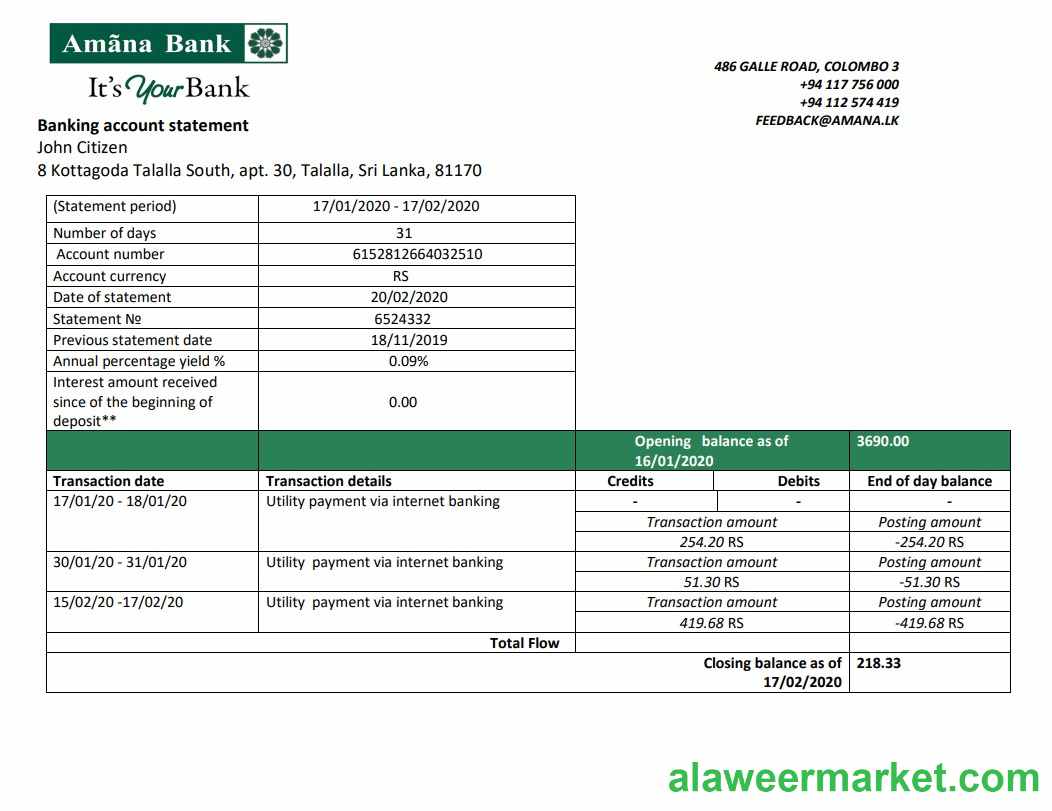 Amãna Bank
It's Your Bank
486 GALLE ROAD, COLOMBO 3
+94 117 756 000
+94 112 574 419
FEEDBACK@AMANA.LK
Banking account statement
John Citizen
8 Kottagoda Talalla South, apt. 30, Talalla, Sri Lanka, 81170
(Statement period) 17/01/2020 - 17/02/2020
Number of days 31
Account number 6152812664032510
Account currency RS
Date of statement 20/02/2020
Statement № 6524332
Previous statement date 18/11/2019
Annual percentage yield % 0.09%
Interest amount received
since of the beginning of 0.00
deposit**
Opening balance as of 3690.00
16/01/2020
Transaction date Transaction details Credits Debits End of day balance
17/01/20 - 18/01/20 Utility payment via internet banking - - -
Transaction amount Posting amount
254.20 RS -254.20 RS
30/01/20 - 31/01/20 Utility payment via internet banking Transaction amount Posting amount
51.30 RS -51.30 RS
15/02/20 -17/02/20 Utility payment via internet banking Transaction amount Posting amount
419.68 RS -419.68 RS
Total Flow
Closing balance as of 218.33
17/02/2020
alaweermarket.com